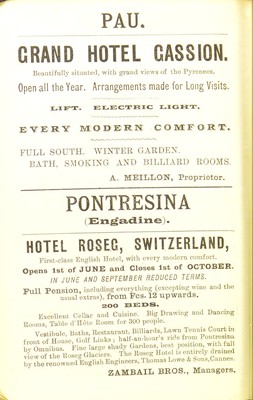 PAU.
GRAND HOTEL GASSION.
Beautifully situated, with grand views of the Pyrenees.
Open all the Year. Arrangements made for Long Visits.
LIFT. ELECTRIC LIGHT.
EVERY MODERN COMFORT.
FULL SOUTH. WINTER GARDEN.
BATH, SMOKING AND BILLIARD ROOMS.
A. MEILLON, Proprietor.
PONTRESINA
(Engadine).
HOTEL ROSEG, SWITZERLAND,
First-class English Hotel, with every modern comfort.
Opens 1st of JUNE and Closes 1st of OCTOBER.
IN JUNE AND SEPTEMBER REDUCED TERMS.
Full Pension, including everything (excepting wine and the
usual extras), from Fcs. 12 upwards.
200 BEDS.
Excellent Cellar and Cuisine. Big Drawing and Dancing
Rooms, Table d'Hôte Room for 300 people.
Vestibule, Baths, Restaurant, Billiards, Lawn Tennis Court in
front of House, Golf Links; half-an-hour's ride from Pontresina
by Omnibus. Fine large shady Gardens, best position, with full
view of the Roseg Glaciers. The Roseg Hotel is entirely drained
by the renowned English Engineers, Thomas Lowe & Sons, Cannes.
ZAMBAIL BROS., Managers.